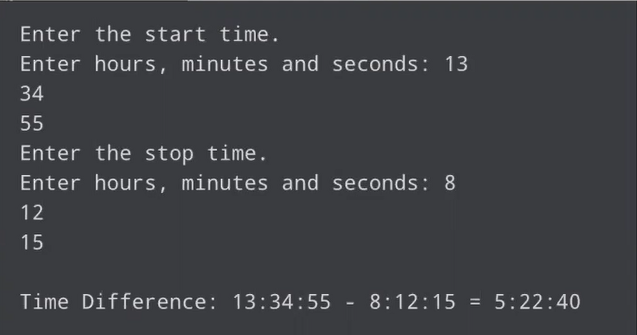 Enter the start time.
Enter hours, minutes and seconds: 13
34
55
Enter the stop time.
Enter hours, minutes and seconds: 8
12
15
Time Difference: 13:34:55 - 8:12:15 = 5:22:40